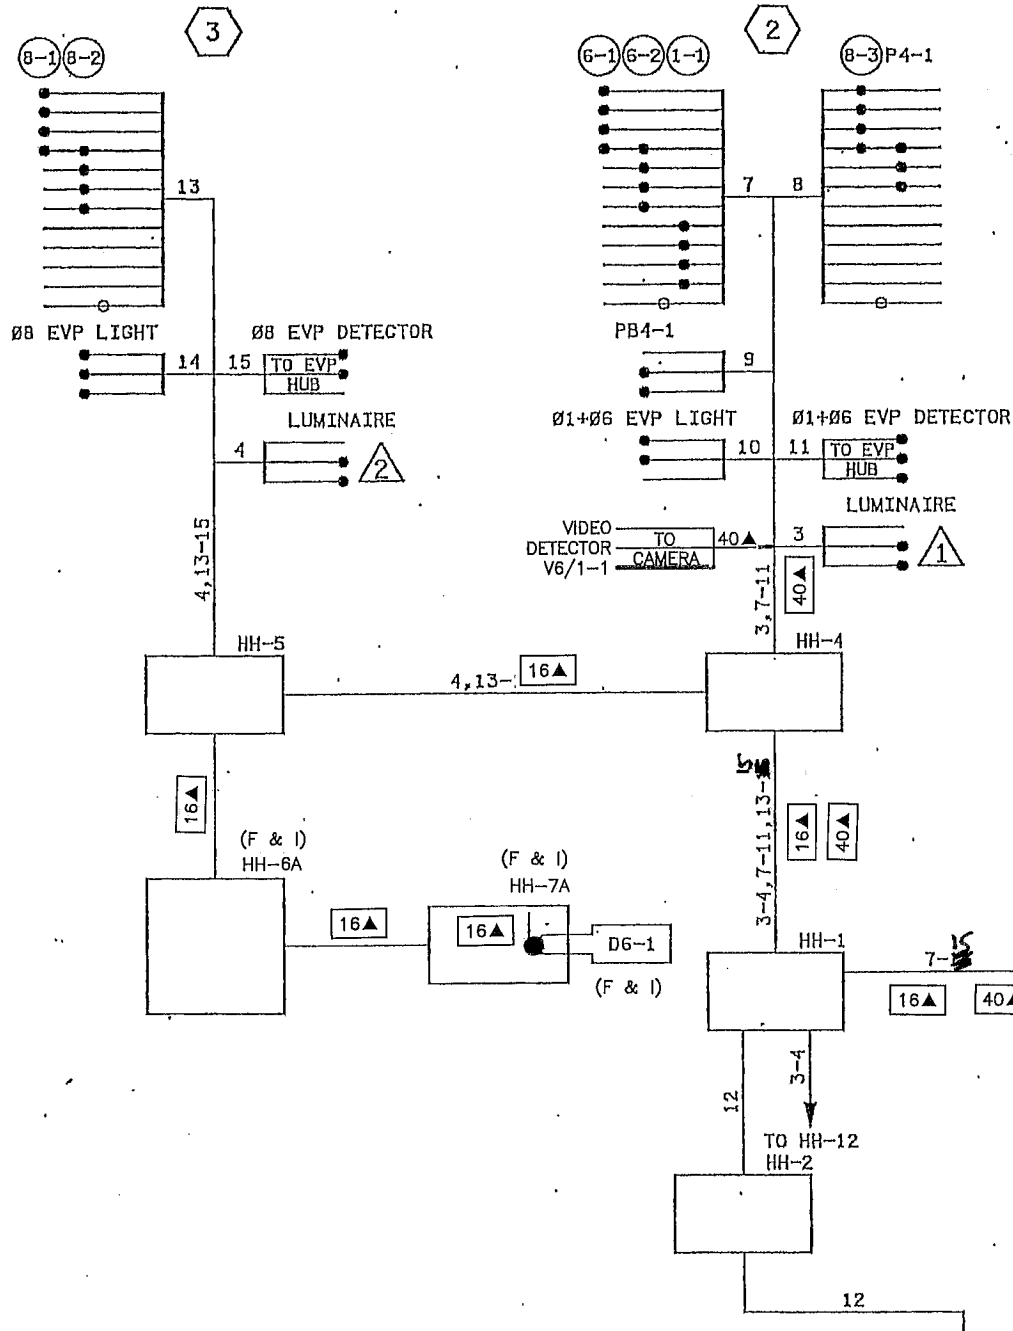 3
2
8-1 8-2
6-1 6-2 1-1
8-3 P4-1
13
7
8
Ø8 EVP LIGHT
Ø8 EVP DETECTOR
14
15
TO EVP
HUB
LUMINAIRE
4
2
4,13-15
PB4-1
9
Ø1+Ø6 EVP LIGHT
Ø1+Ø6 EVP DETECTOR
10
11
TO EVP
HUB
LUMINAIRE
VIDEO
DETECTOR
V6/1-1
TO
CAMERA
40▲
3
1
3,7-11
40▲
HH-5
HH-4
4,13-
16▲
16▲
15
3-4,7-11,13-
16▲
40▲
(F & I)
HH-6A
16▲
(F & I)
HH-7A
16▲
D6-1
(F & I)
HH-1
7-15
16▲
40▲
12
3-4
TO HH-12
HH-2
12